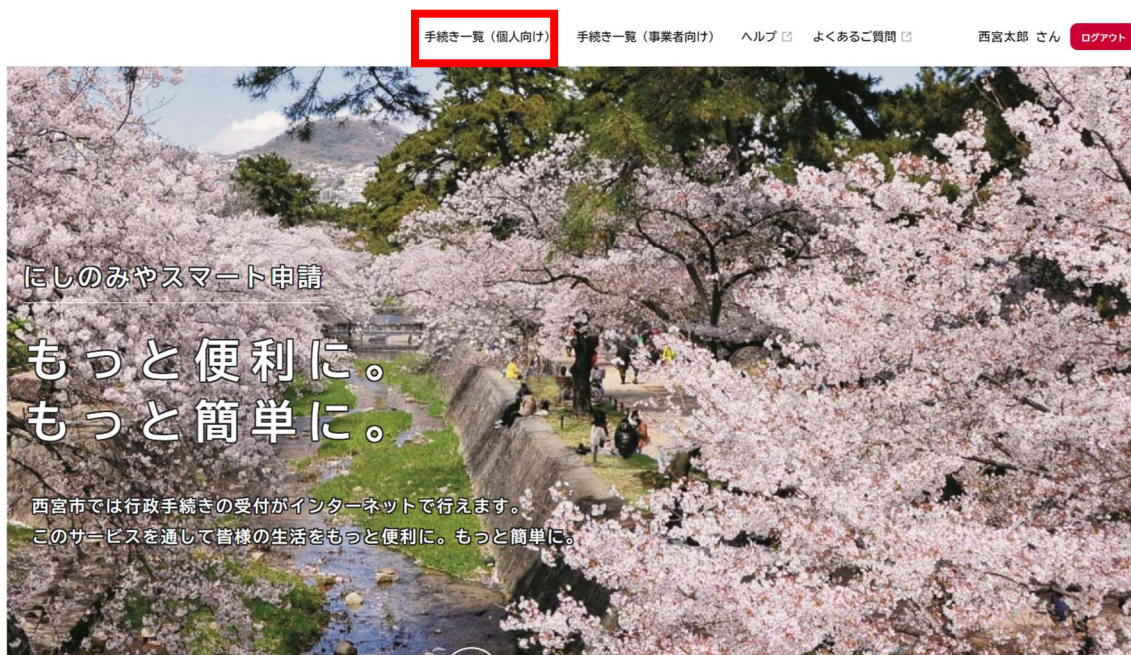 手続き一覧（個人向け）
手続き一覧（事業者向け）
ヘルプ
よくあるご質問
西宮太郎 さん
ログアウト
にしのみやスマート申請
もっと便利に。
もっと簡単に。
西宮市では行政手続きの受付がインターネットで行えます。
このサービスを通して皆様の生活をもっと便利に。もっと簡単に。